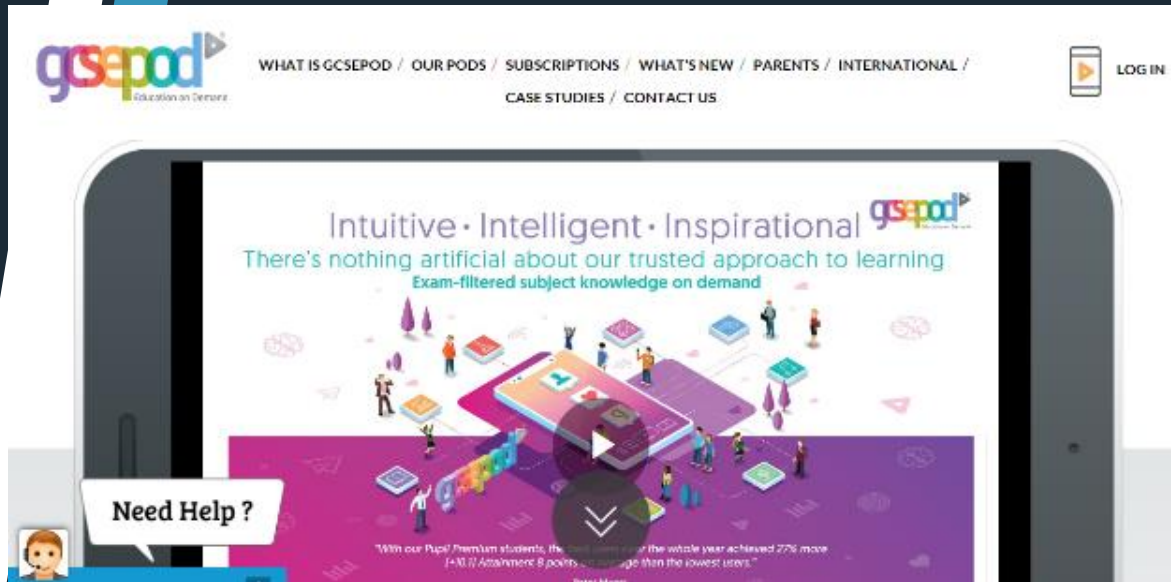 gcsepod
Education on Demand
WHAT IS GCSEPOD / OUR PODS / SUBSCRIPTIONS / WHAT'S NEW / PARENTS / INTERNATIONAL /
CASE STUDIES / CONTACT US
LOG IN
gcsepod
Intuitive · Intelligent · Inspirational
There's nothing artificial about our trusted approach to learning
Exam-filtered subject knowledge on demand
gcsepod
Need Help ?
"With our Pupil Premium students, the over the whole year achieved 27% more
[+10.1] Attainment 8 points than the lowest users."